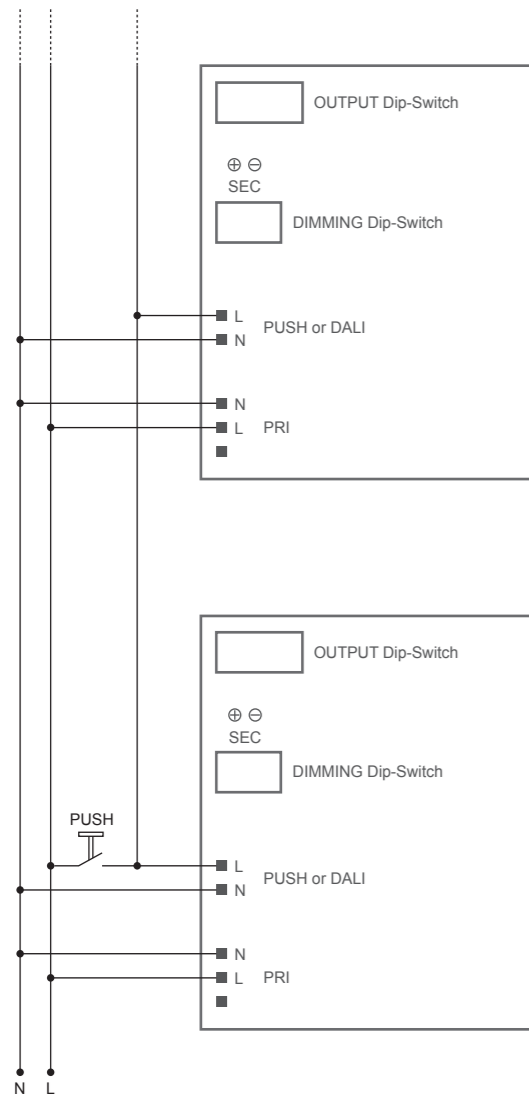 OUTPUT Dip-Switch
⊕ ⊖
SEC
DIMMING Dip-Switch
L
PUSH or DALI
N
N
L PRI
OUTPUT Dip-Switch
⊕ ⊖
SEC
DIMMING Dip-Switch
PUSH
L
PUSH or DALI
N
N
L PRI
N L